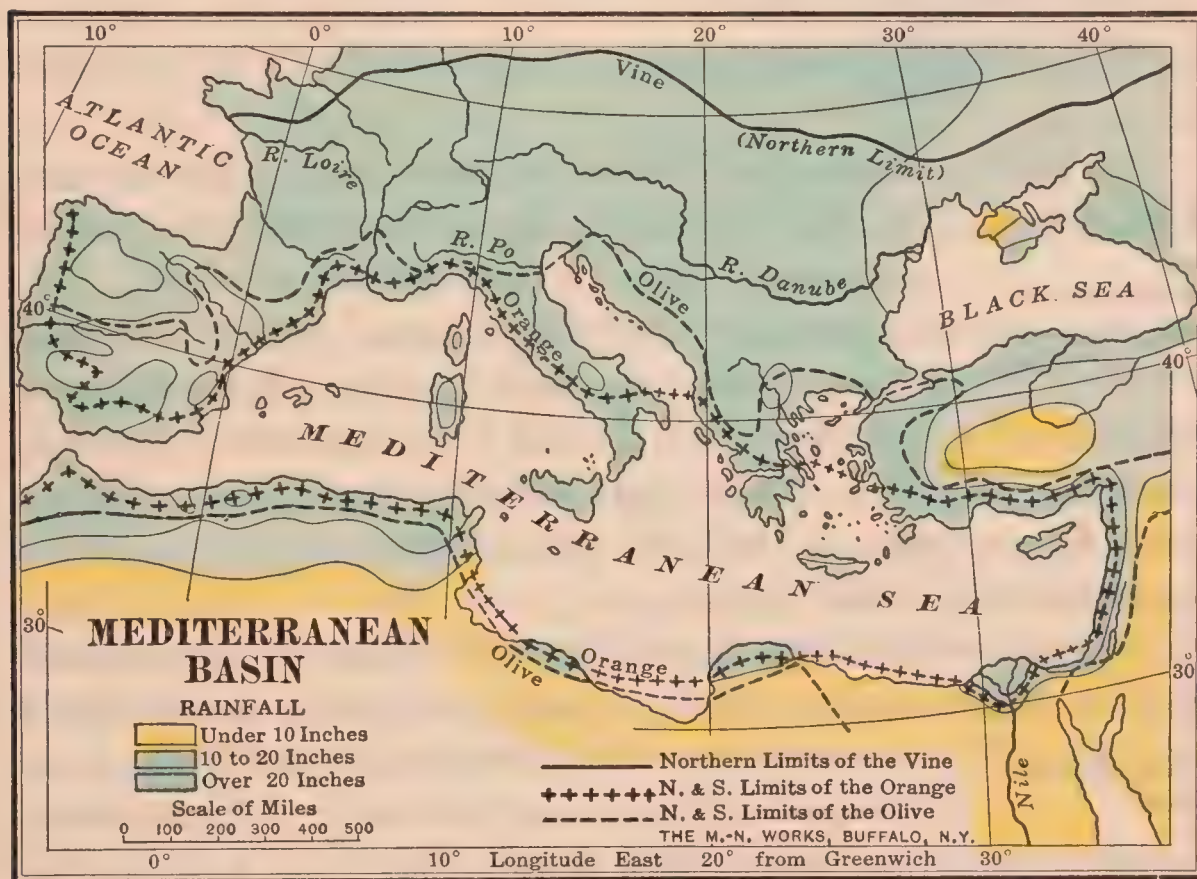 10° 0° 10° 20° 30° 40°
ATLANTIC
OCEAN
Vine
(Northern Limit)
R. Loire
R. Po
R. Danube
Olive
Orange
BLACK SEA
40°
40°
MEDITERRANEAN SEA
30°
30°
Orange
Olive
Nile
MEDITERRANEAN
BASIN
RAINFALL
Under 10 Inches
10 to 20 Inches
Over 20 Inches
Scale of Miles
0 100 200 300 400 500
Northern Limits of the Vine
N. & S. Limits of the Orange
N. & S. Limits of the Olive
THE M.-N. WORKS, BUFFALO, N.Y.
0° 10° Longitude East 20° from Greenwich 30°